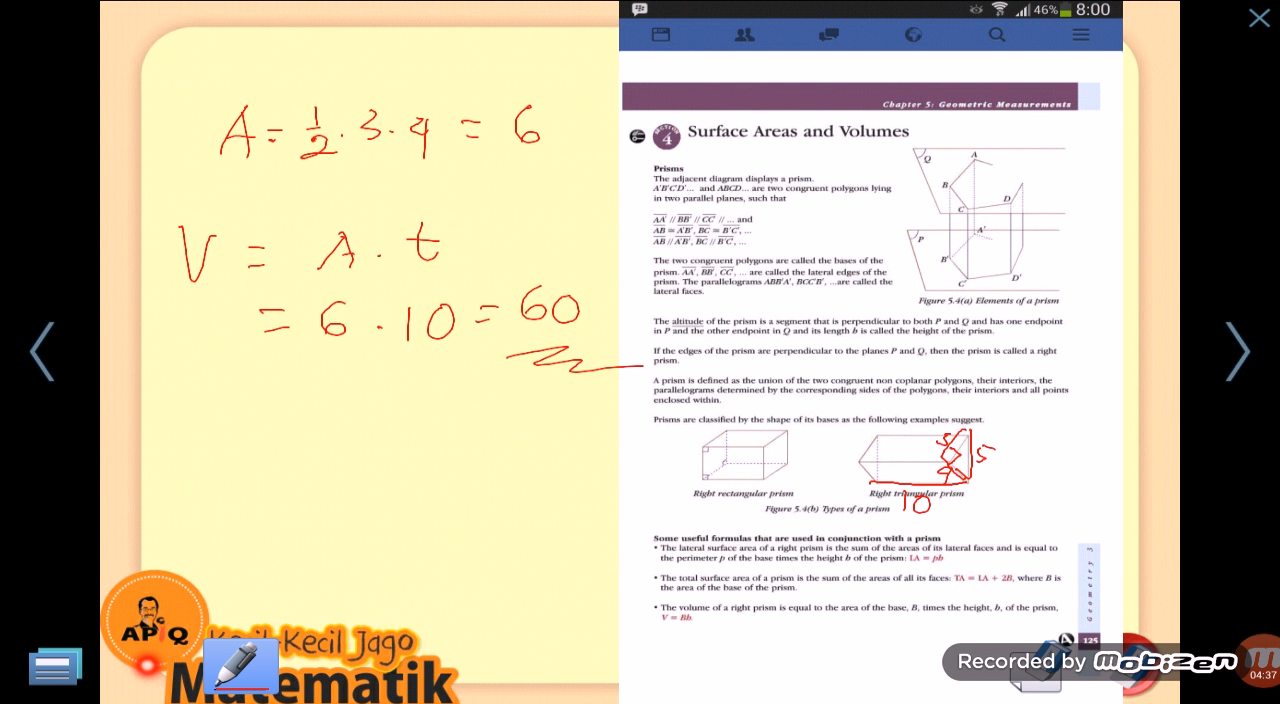 A = 1/2 · 3 · 4 = 6
V = A · t
= 6 · 10 = 60
46% 8:00
Chapter 5: Geometric Measurements
SECTION 4 Surface Areas and Volumes
Prisms
The adjacent diagram displays a prism.
A'B'C'D'... and ABCD... are two congruent polygons lying
in two parallel planes, such that
AA' // BB' // CC' // ... and
AB = A'B', BC = B'C', ...
AB // A'B', BC // B'C', ...
The two congruent polygons are called the bases of the
prism. AA', BB', CC', ... are called the lateral edges of the
prism. The parallelograms ABB'A', BCC'B', ...are called the
lateral faces.
Q
A
B
C
D
P
A'
B'
C'
D'
Figure 5.4(a) Elements of a prism
The altitude of the prism is a segment that is perpendicular to both P and Q and has one endpoint
in P and the other endpoint in Q and its length h is called the height of the prism.
If the edges of the prism are perpendicular to the planes P and Q, then the prism is called a right
prism.
A prism is defined as the union of the two congruent non coplanar polygons, their interiors, the
parallelograms determined by the corresponding sides of the polygons, their interiors and all points
enclosed within.
Prisms are classified by the shape of its bases as the following examples suggest.
5
10
Right rectangular prism
Right triangular prism
Figure 5.4(b) Types of a prism
Some useful formulas that are used in conjunction with a prism
• The lateral surface area of a right prism is the sum of the areas of its lateral faces and is equal to
the perimeter p of the base times the height h of the prism: LA = ph
• The total surface area of a prism is the sum of the areas of all its faces: TA = LA + 2B, where B is
the area of the base of the prism.
• The volume of a right prism is equal to the area of the base, B, times the height, h, of the prism,
V = Bh.
Geometry 3
125
APIQ
Kecil-Kecil Jago
Matematik
Recorded by Mobizen
04:37